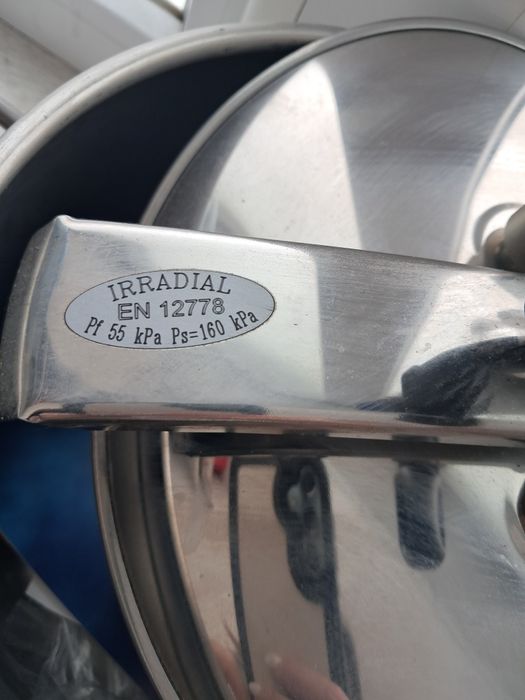 IRRADIAL
EN 12778
Pf 55 kPa Ps=160 kPa